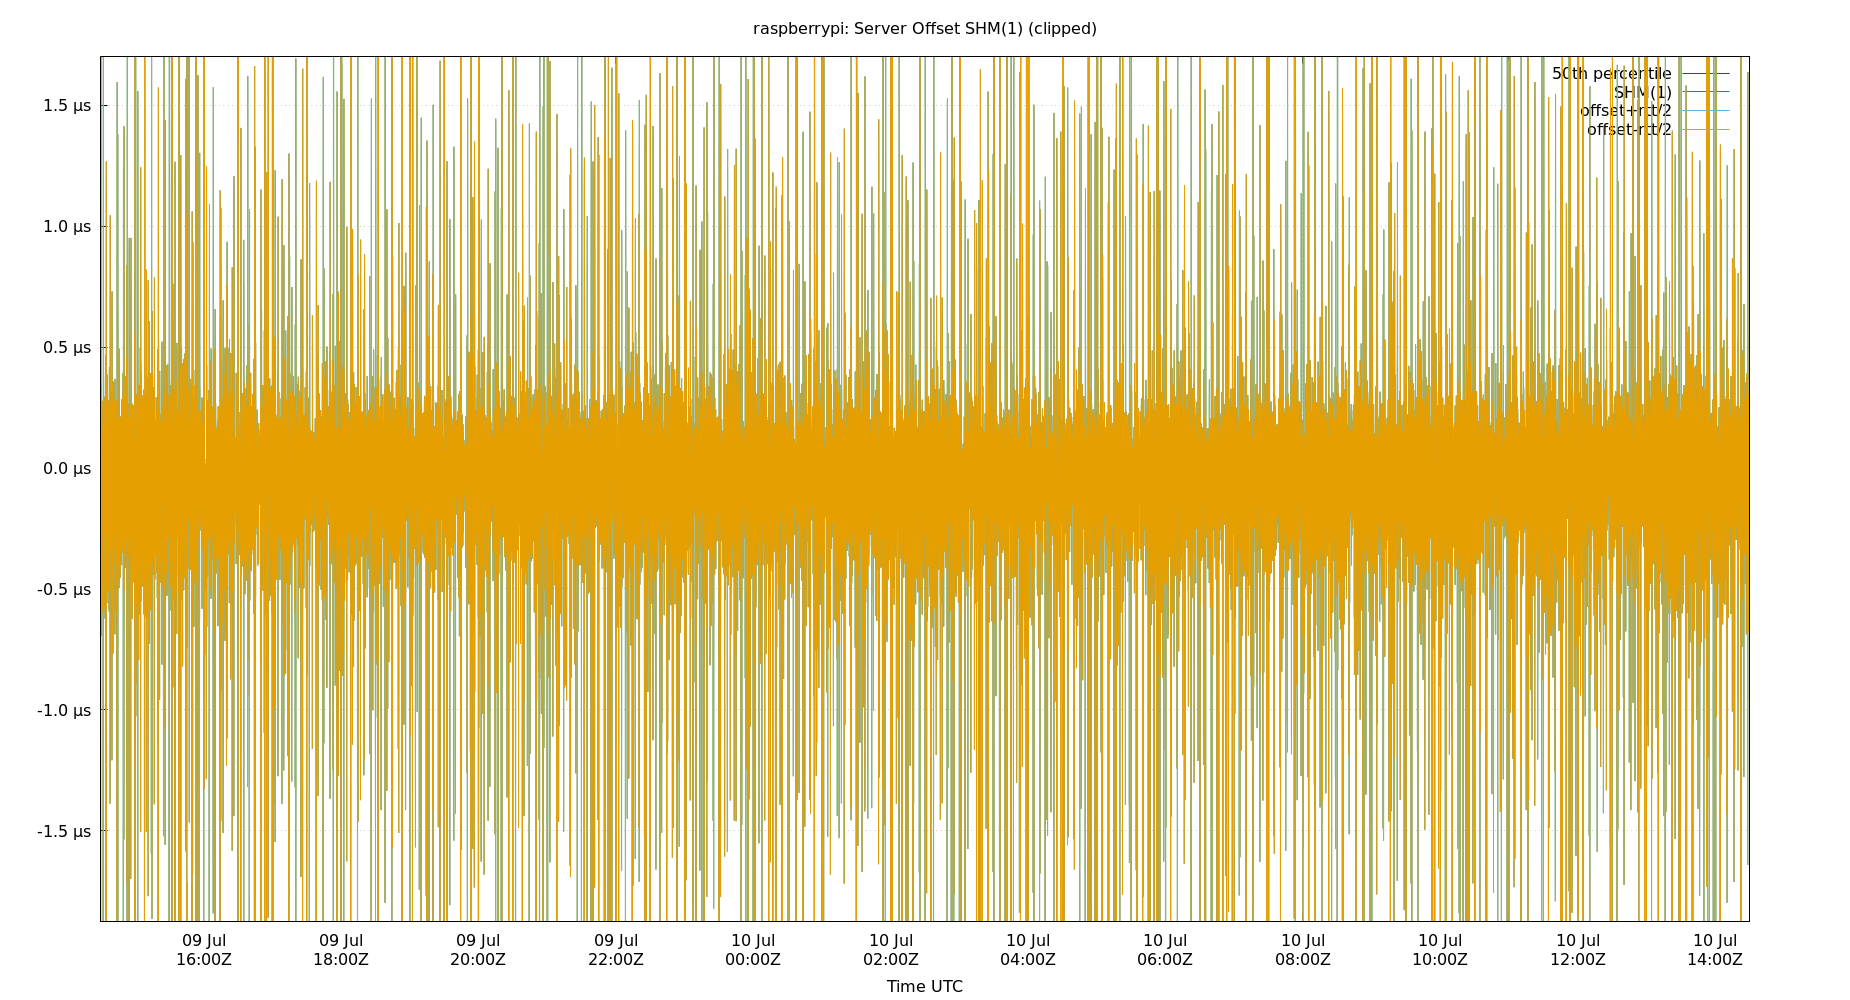 raspberrypi: Server Offset SHM(1) (clipped)
50th percentile
SHM(1)
offset+rtt/2
offset-rtt/2
1.5 µs
1.0 µs
0.5 µs
0.0 µs
-0.5 µs
-1.0 µs
-1.5 µs
09 Jul 09 Jul 09 Jul 09 Jul 10 Jul 10 Jul 10 Jul 10 Jul 10 Jul 10 Jul 10 Jul 10 Jul
16:00Z 18:00Z 20:00Z 22:00Z 00:00Z 02:00Z 04:00Z 06:00Z 08:00Z 10:00Z 12:00Z 14:00Z
Time UTC